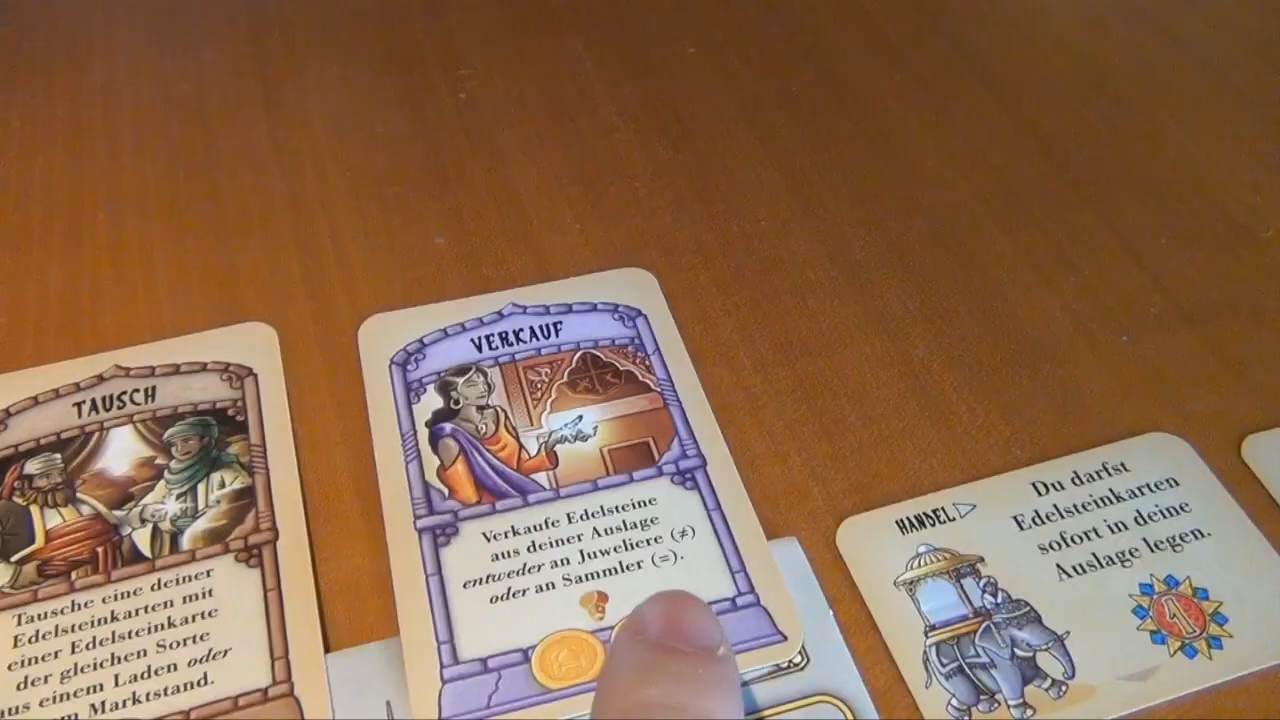 TAUSCH
Tausche eine deiner
Edelsteinkarten mit
einer Edelsteinkarte
der gleichen Sorte
aus einem Laden oder
Marktstand.
VERKAUF
Verkaufe Edelsteine
aus deiner Auslage
entweder an Juweliere (≠)
oder an Sammler (=).
HANDEL
Du darfst
Edelsteinkarten
sofort in deine
Auslage legen.
1